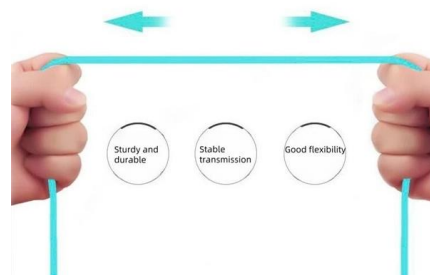 Sturdy and
durable
Stable
transmission
Good flexibility